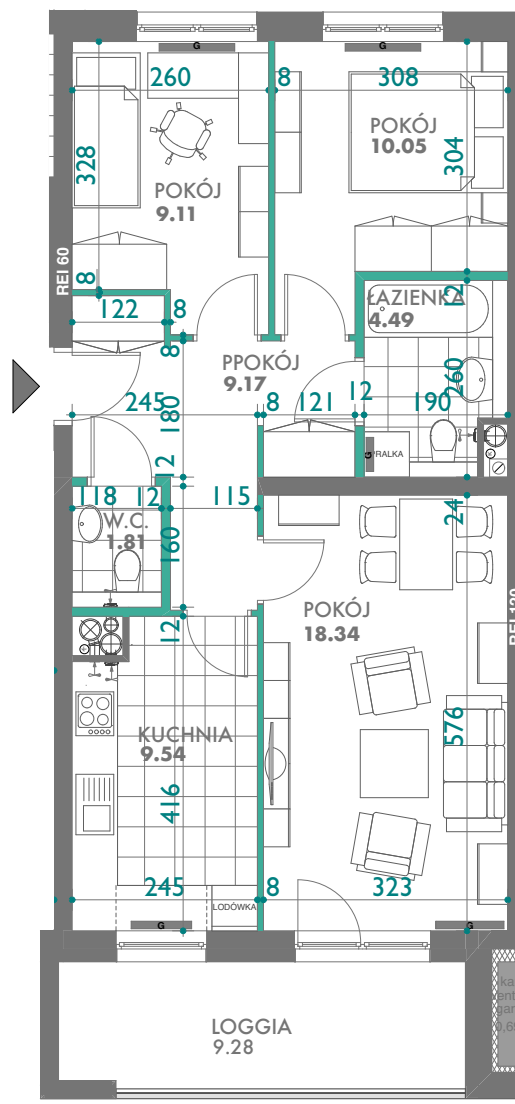 G
G
260
8
308
POKÓJ
10.05
328
304
POKÓJ
9.11
REI 60
8
12
ŁAZIENKA
4.49
122
8
8
PPOKÓJ
9.17
260
245
180
8
121
12
190
G
PRALKA
12
118
12
115
24
W.C.
1.81
160
POKÓJ
18.34
REI 120
12
KUCHNIA
9.54
576
416
245
8
323
LODÓWKA
G
G
LOGGIA
9.28